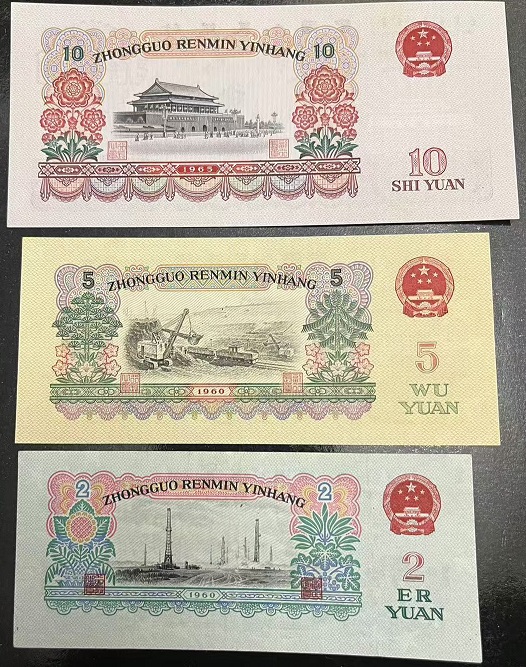 10 ZHONGGUO RENMIN YINHANG 10
1965
10
SHI YUAN
5 ZHONGGUO RENMIN YINHANG 5
1960
5
WU
YUAN
2 ZHONGGUO RENMIN YINHANG 2
1960
2
ER
YUAN